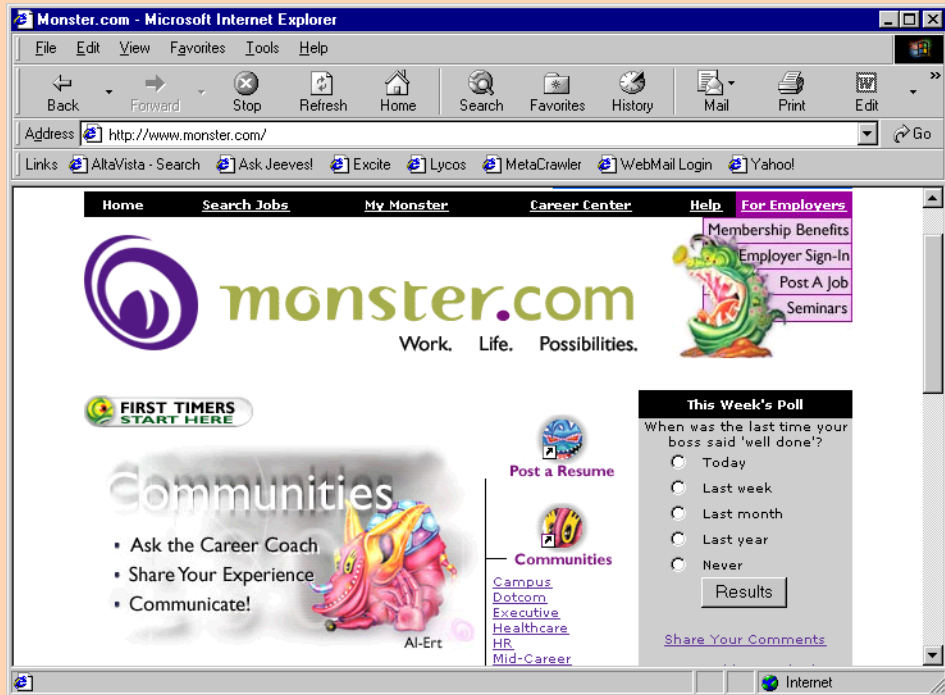 Monster.com - Microsoft Internet Explorer
File Edit View Favorites Tools Help
Back Forward Stop Refresh Home Search Favorites History Mail Print Edit »
Address http://www.monster.com/ Go
Links AltaVista - Search Ask Jeeves! Excite Lycos MetaCrawler WebMail Login Yahoo!
Home Search Jobs My Monster Career Center Help For Employers
Membership Benefits
Employer Sign-In
Post A Job
Seminars
monster.com
Work. Life. Possibilities.
FIRST TIMERS
START HERE
Communities
• Ask the Career Coach
• Share Your Experience
• Communicate!
Al-Ert
Post a Resume
Communities
Campus
Dotcom
Executive
Healthcare
HR
Mid-Career
This Week's Poll
When was the last time your
boss said 'well done'?
Today
Last week
Last month
Last year
Never
Results
Share Your Comments
Internet